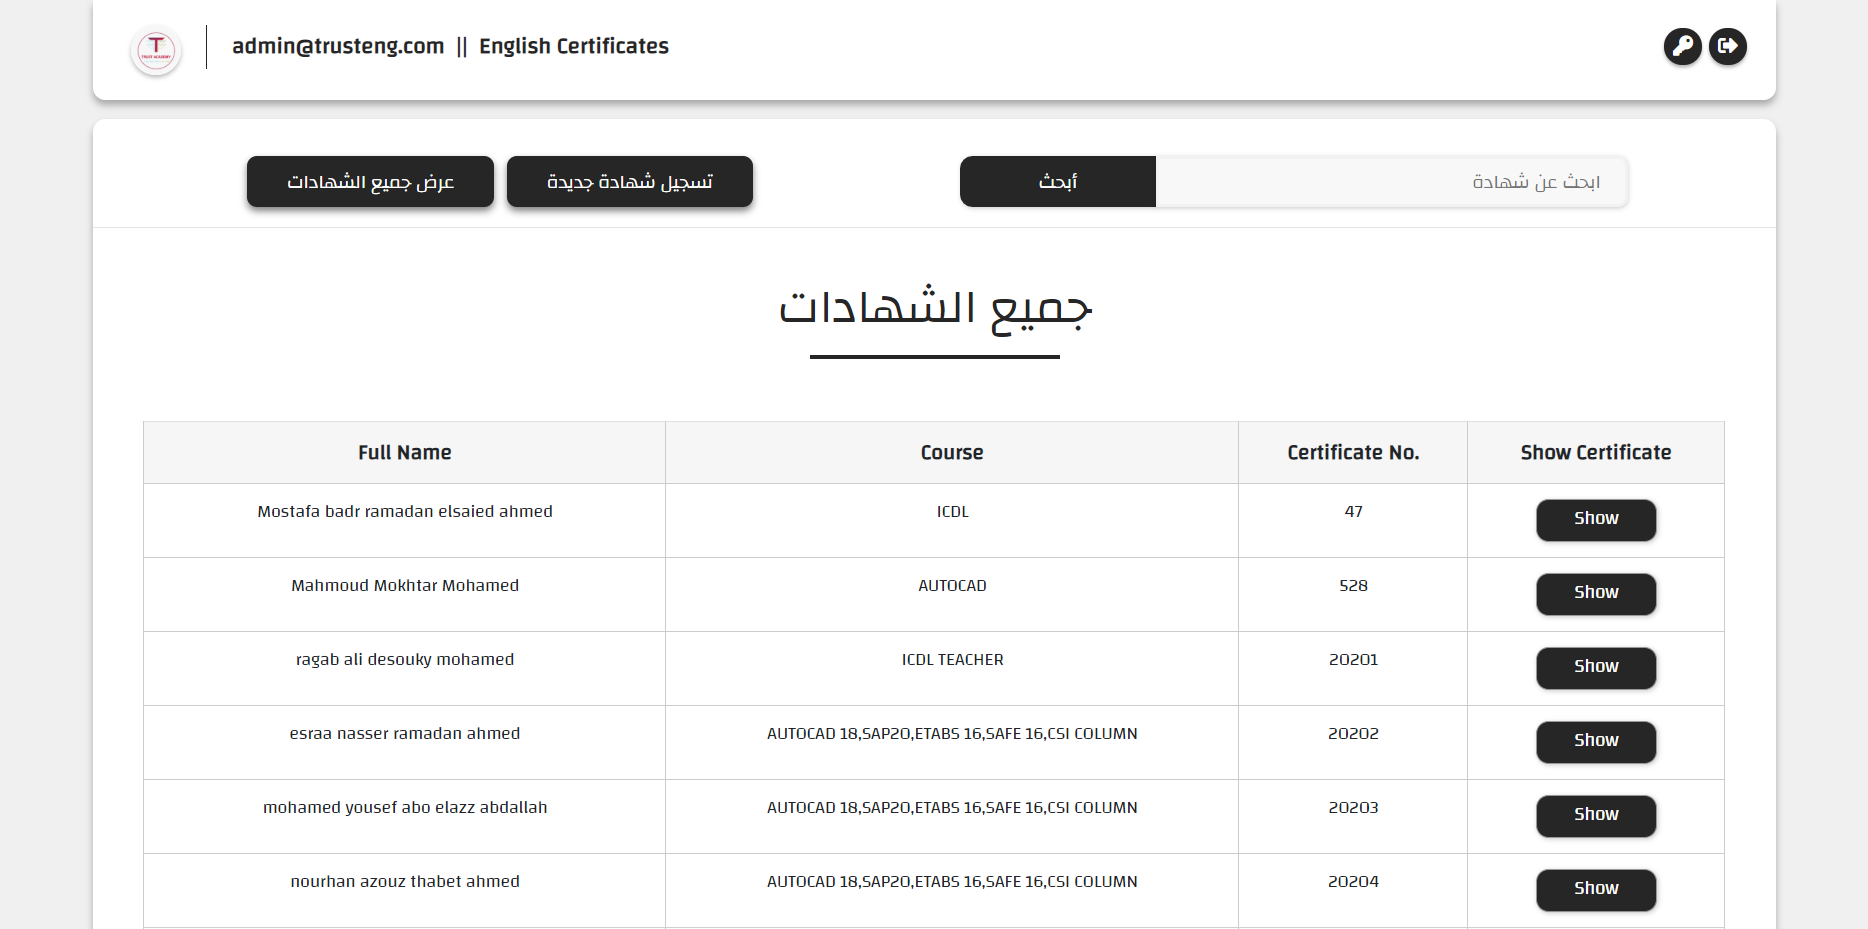 T
TRUST ACADEMY
admin@trusteng.com || English Certificates
عرض جميع الشهادات
تسجيل شهادة جديدة
أبحث
ابحث عن شهادة
جميع الشهادات
Full Name Course Certificate No. Show Certificate
Mostafa badr ramadan elsaied ahmed ICDL 47 Show
Mahmoud Mokhtar Mohamed AUTOCAD 528 Show
ragab ali desouky mohamed ICDL TEACHER 20201 Show
esraa nasser ramadan ahmed AUTOCAD 18,SAP20,ETABS 16,SAFE 16,CSI COLUMN 20202 Show
mohamed yousef abo elazz abdallah AUTOCAD 18,SAP20,ETABS 16,SAFE 16,CSI COLUMN 20203 Show
nourhan azouz thabet ahmed AUTOCAD 18,SAP20,ETABS 16,SAFE 16,CSI COLUMN 20204 Show